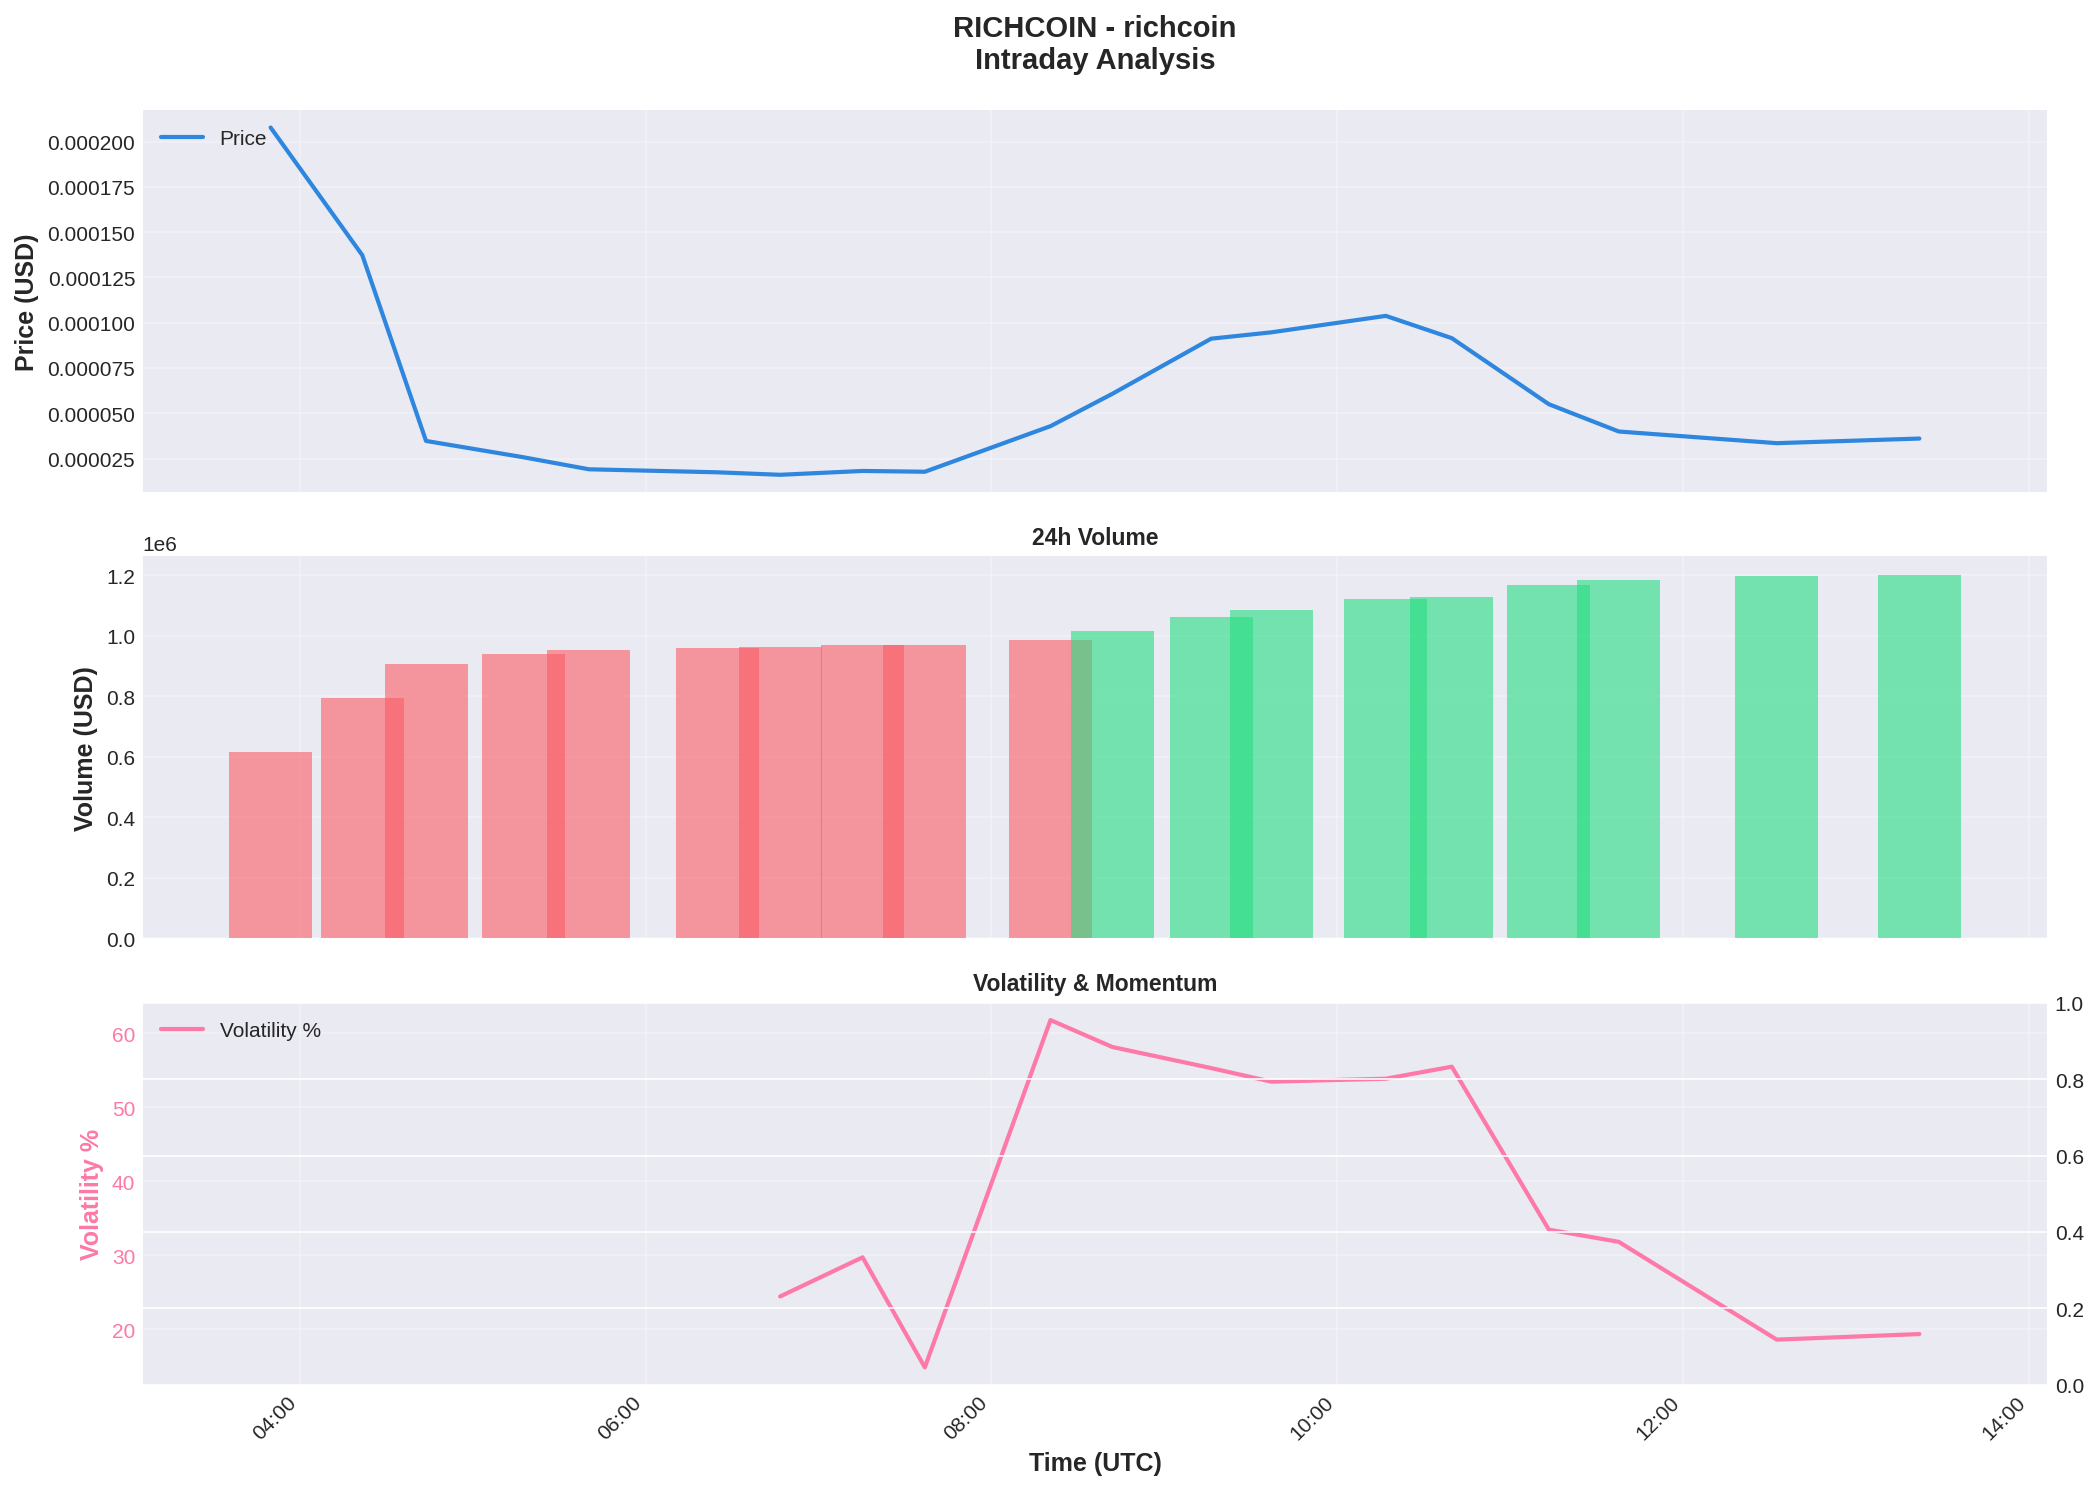 RICHCOIN - richcoin
Intraday Analysis
Price
Price (USD)
0.000200
0.000175
0.000150
0.000125
0.000100
0.000075
0.000050
0.000025
24h Volume
1e6
Volume (USD)
1.2
1.0
0.8
0.6
0.4
0.2
0.0
Volatility & Momentum
Volatility %
Volatility %
60
50
40
30
20
1.0
0.8
0.6
0.4
0.2
0.0
04:00
06:00
08:00
10:00
12:00
14:00
Time (UTC)